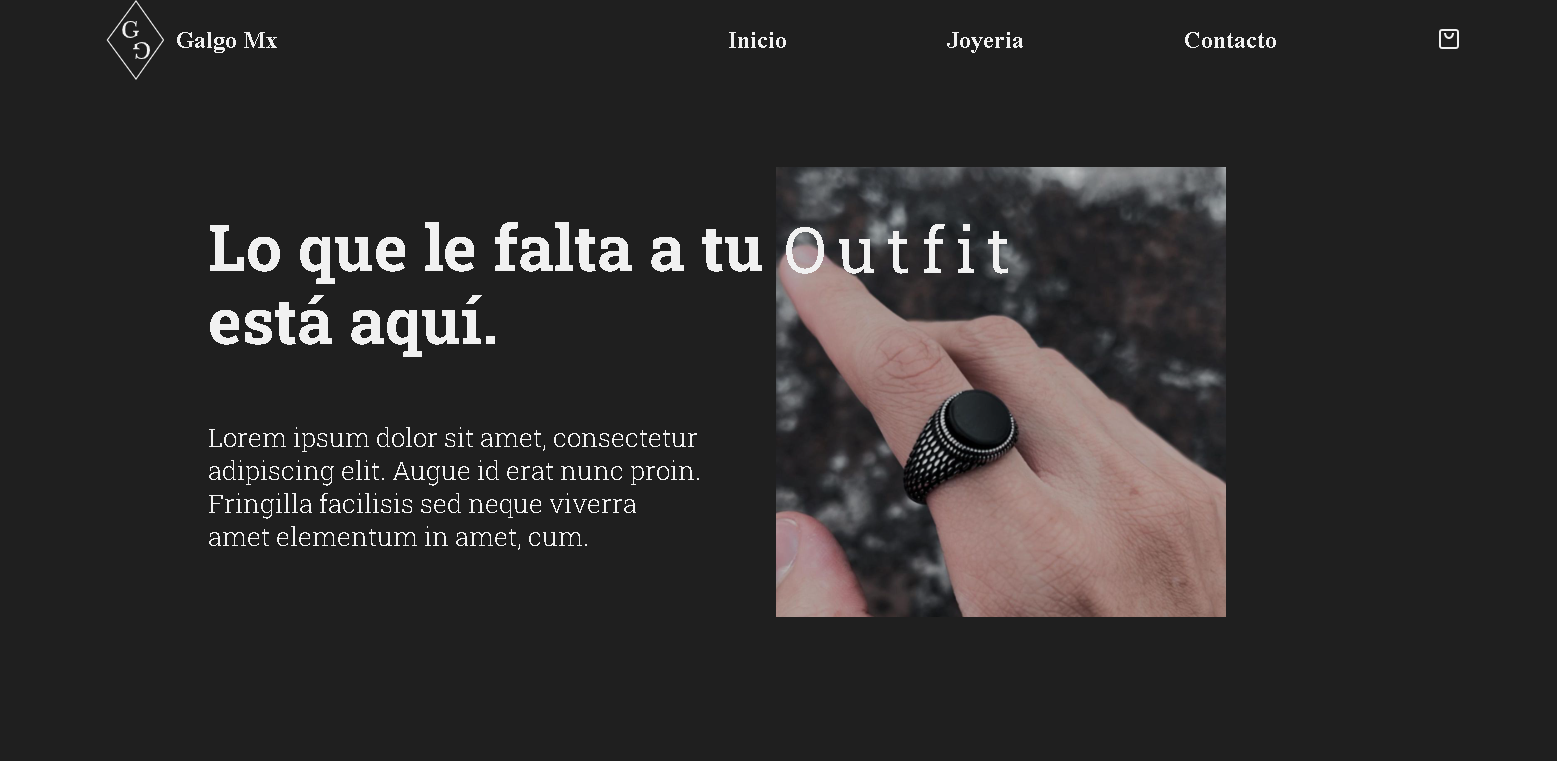 G
G
Galgo Mx
Inicio
Joyeria
Contacto
Lo que le falta a tu Outfit
está aquí.
Lorem ipsum dolor sit amet, consectetur
adipiscing elit. Augue id erat nunc proin.
Fringilla facilisis sed neque viverra
amet elementum in amet, cum.